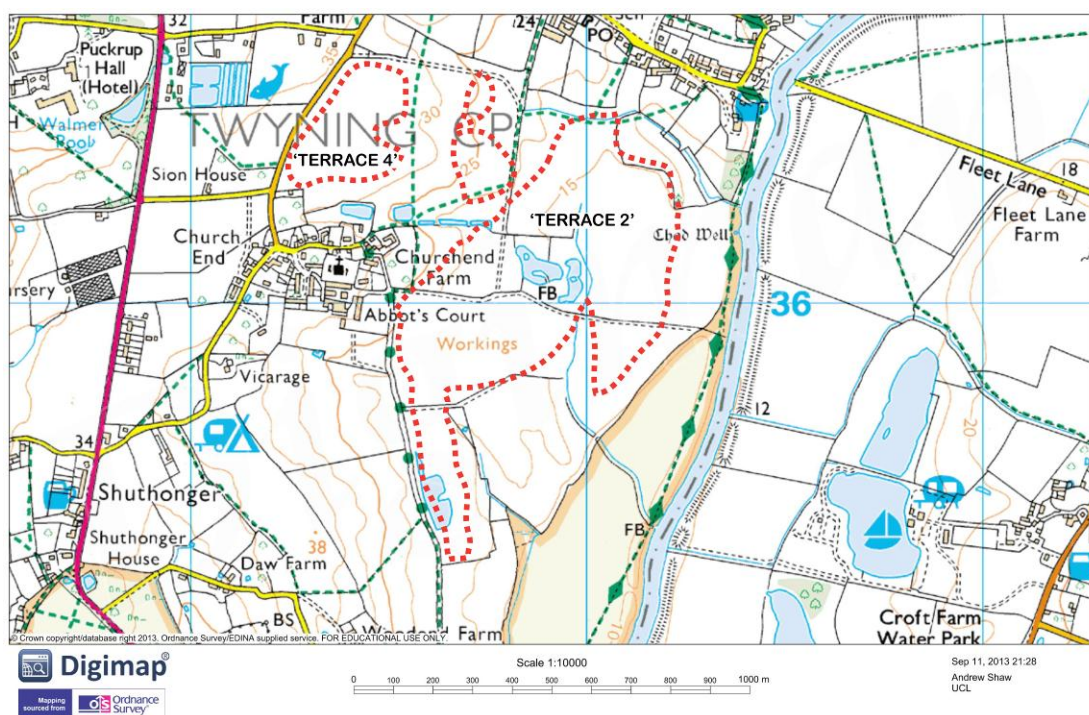 32
Farm
24
PO
Puckrup
Hall
(Hotel)
35
30
Walmer
Pool
TWYNING CP
'TERRACE 4'
25
15
Fleet Lane
18
Sion House
'TERRACE 2'
Fleet Lane
Farm
Chad Well
Church
End
Churchend
Farm
FB
36
Abbot's Court
Workings
Vicarage
12
20
34
Shuthonger
FB
Shuthonger
House
38
Daw Farm
BS
Woodend Farm
10
Croft Farm
Water Park
© Crown copyright/database right 2013. Ordnance Survey/EDINA supplied service. FOR EDUCATIONAL USE ONLY.
Digimap®
Mapping
sourced from
OS Ordnance
Survey®
Scale 1:10000
0 100 200 300 400 500 600 700 800 900 1000 m
Sep 11, 2013 21:28
Andrew Shaw
UCL